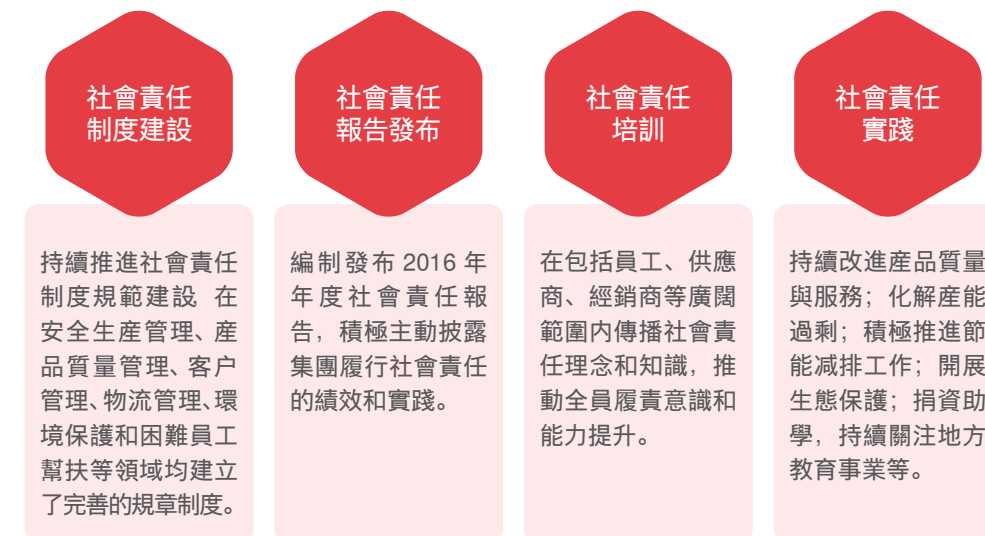 社會責任
制度建設
持續推進社會責任
制度規範建設 在
安全生産管理、産
品質量管理、客户
管理、物流管理、環
境保護和困難員工
幫扶等領域均建立
了完善的規章制度。
社會責任
報告發布
編制發布 2016 年
年度社會責任報
告，積極主動披露
集團履行社會責任
的績效和實踐。
社會責任
培訓
在包括員工、供應
商、經銷商等廣闊
範圍内傳播社會責
任理念和知識，推
動全員履責意識和
能力提升。
社會責任
實踐
持續改進産品質量
與服務；化解産能
過剩；積極推進節
能减排工作；開展
生態保護；捐資助
學，持續關注地方
教育事業等。